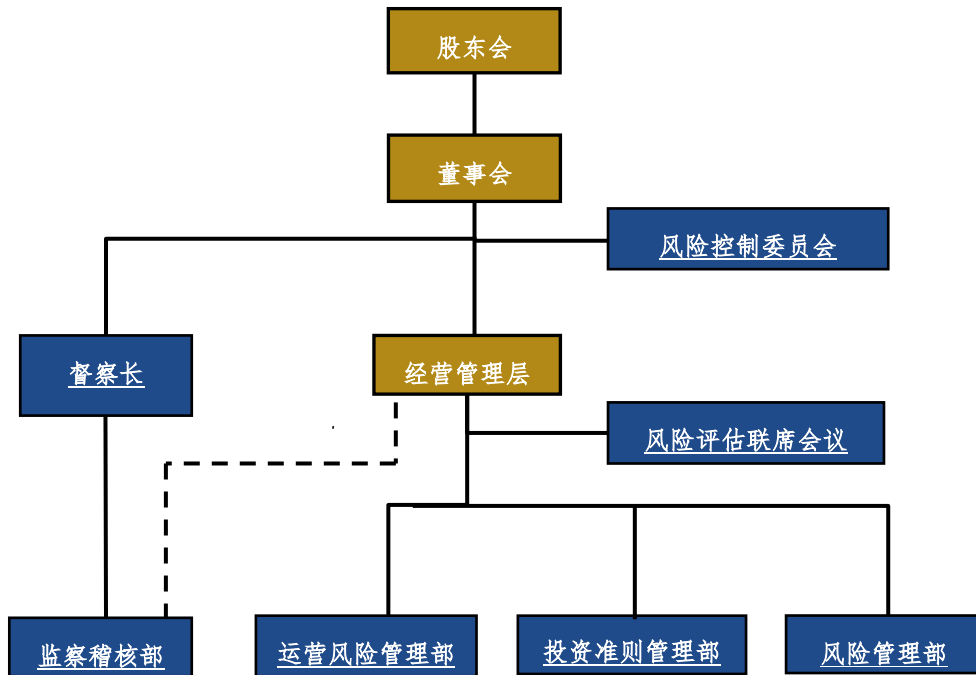 股东会
董事会
风险控制委员会
督察长
经营管理层
风险评估联席会议
监察稽核部
运营风险管理部
投资准则管理部
风险管理部